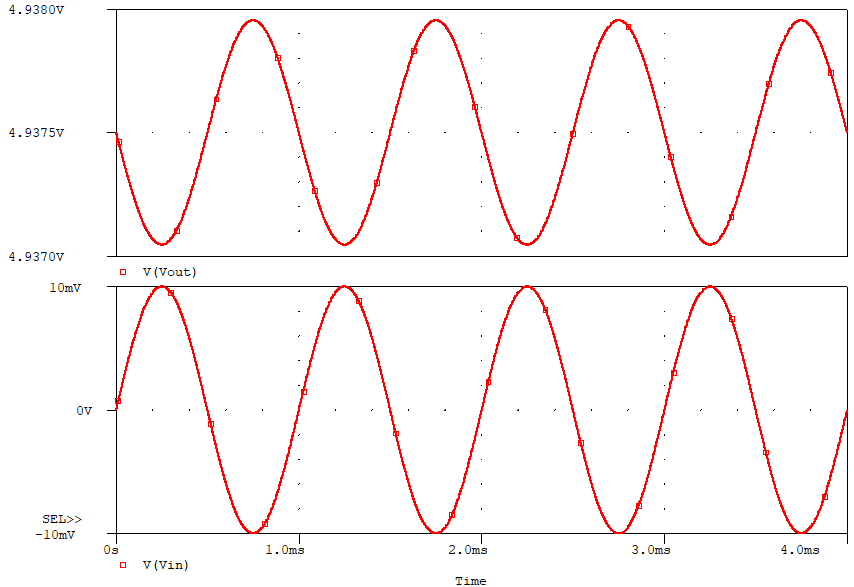 4.9380V
4.9375V
4.9370V
V(Vout)
10mV
0V
SEL>>
-10mV
0s 1.0ms 2.0ms 3.0ms 4.0ms
V(Vin)
Time